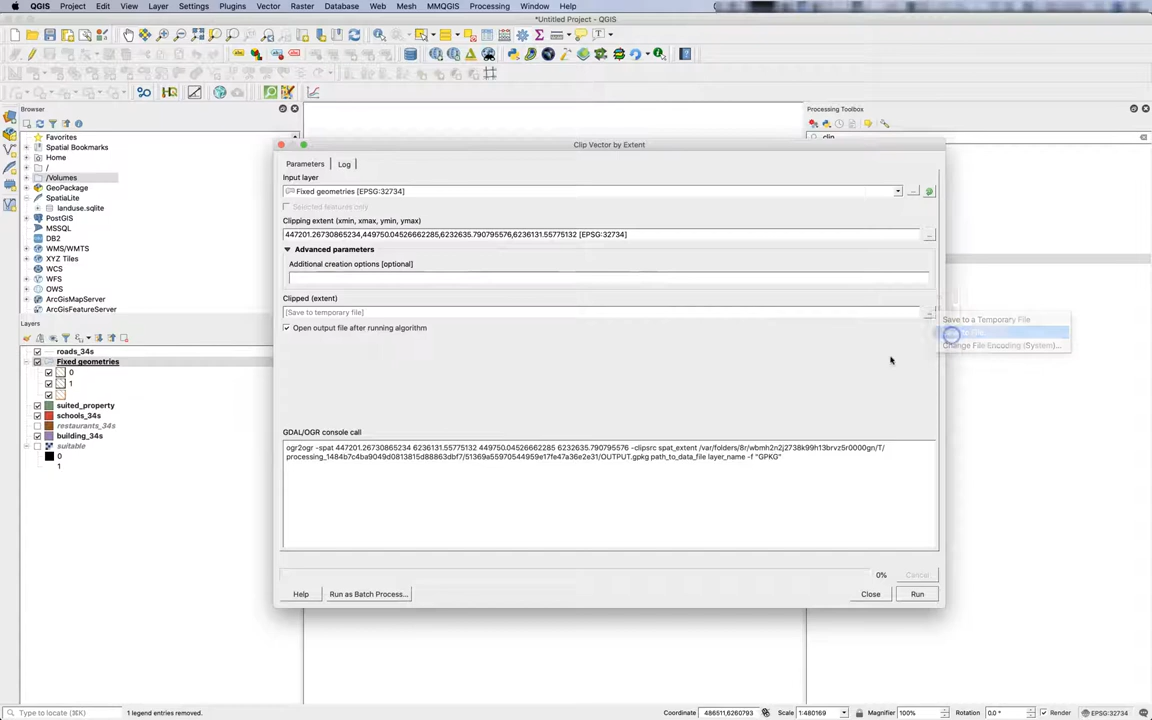 QGIS Project Edit View Layer Settings Plugins Vector Raster Database Web Mesh MMQGIS Processing Window Help
*Untitled Project - QGIS
Browser
Processing Toolbox
clip
Favorites
Spatial Bookmarks
Home
/
/Volumes
GeoPackage
SpatiaLite
landuse.sqlite
PostGIS
MSSQL
DB2
WMS/WMTS
XYZ Tiles
WCS
WFS
OWS
ArcGisMapServer
ArcGisFeatureServer
Layers
roads_34s
Fixed geometries
0
1
suited_property
schools_34s
restaurants_34s
building_34s
suitable
0
1
Clip Vector by Extent
Parameters Log
Input layer
Fixed geometries [EPSG:32734]
Selected features only
Clipping extent (xmin, xmax, ymin, ymax)
447201.26730865234,449750.04526662285,6232635.790795576,6236131.55775132 [EPSG:32734]
Advanced parameters
Additional creation options [optional]
Clipped (extent)
[Save to temporary file]
Open output file after running algorithm
Save to a Temporary File
Change File Encoding (System)...
GDAL/OGR console call
ogr2ogr -spat 447201.26730865234 6236131.55775132 449750.04526662285 6232635.790795576 -clipsrc spat_extent /var/folders/8r/wbmh2n2j2738k99h13brvz5r0000gn/T/
processing_1484b7c4ba9049d0813815d88863dbf7/51369a55970544959e17fe47a36e2e31/OUTPUT.gpkg path_to_data_file layer_name -f "GPKG"
0% Cancel
Help Run as Batch Process... Close Run
Type to locate (⌘K) 1 legend entries removed. Coordinate 486511,6260793 Scale 1:480169 Magnifier 100% Rotation 0.0 ° Render EPSG:32734